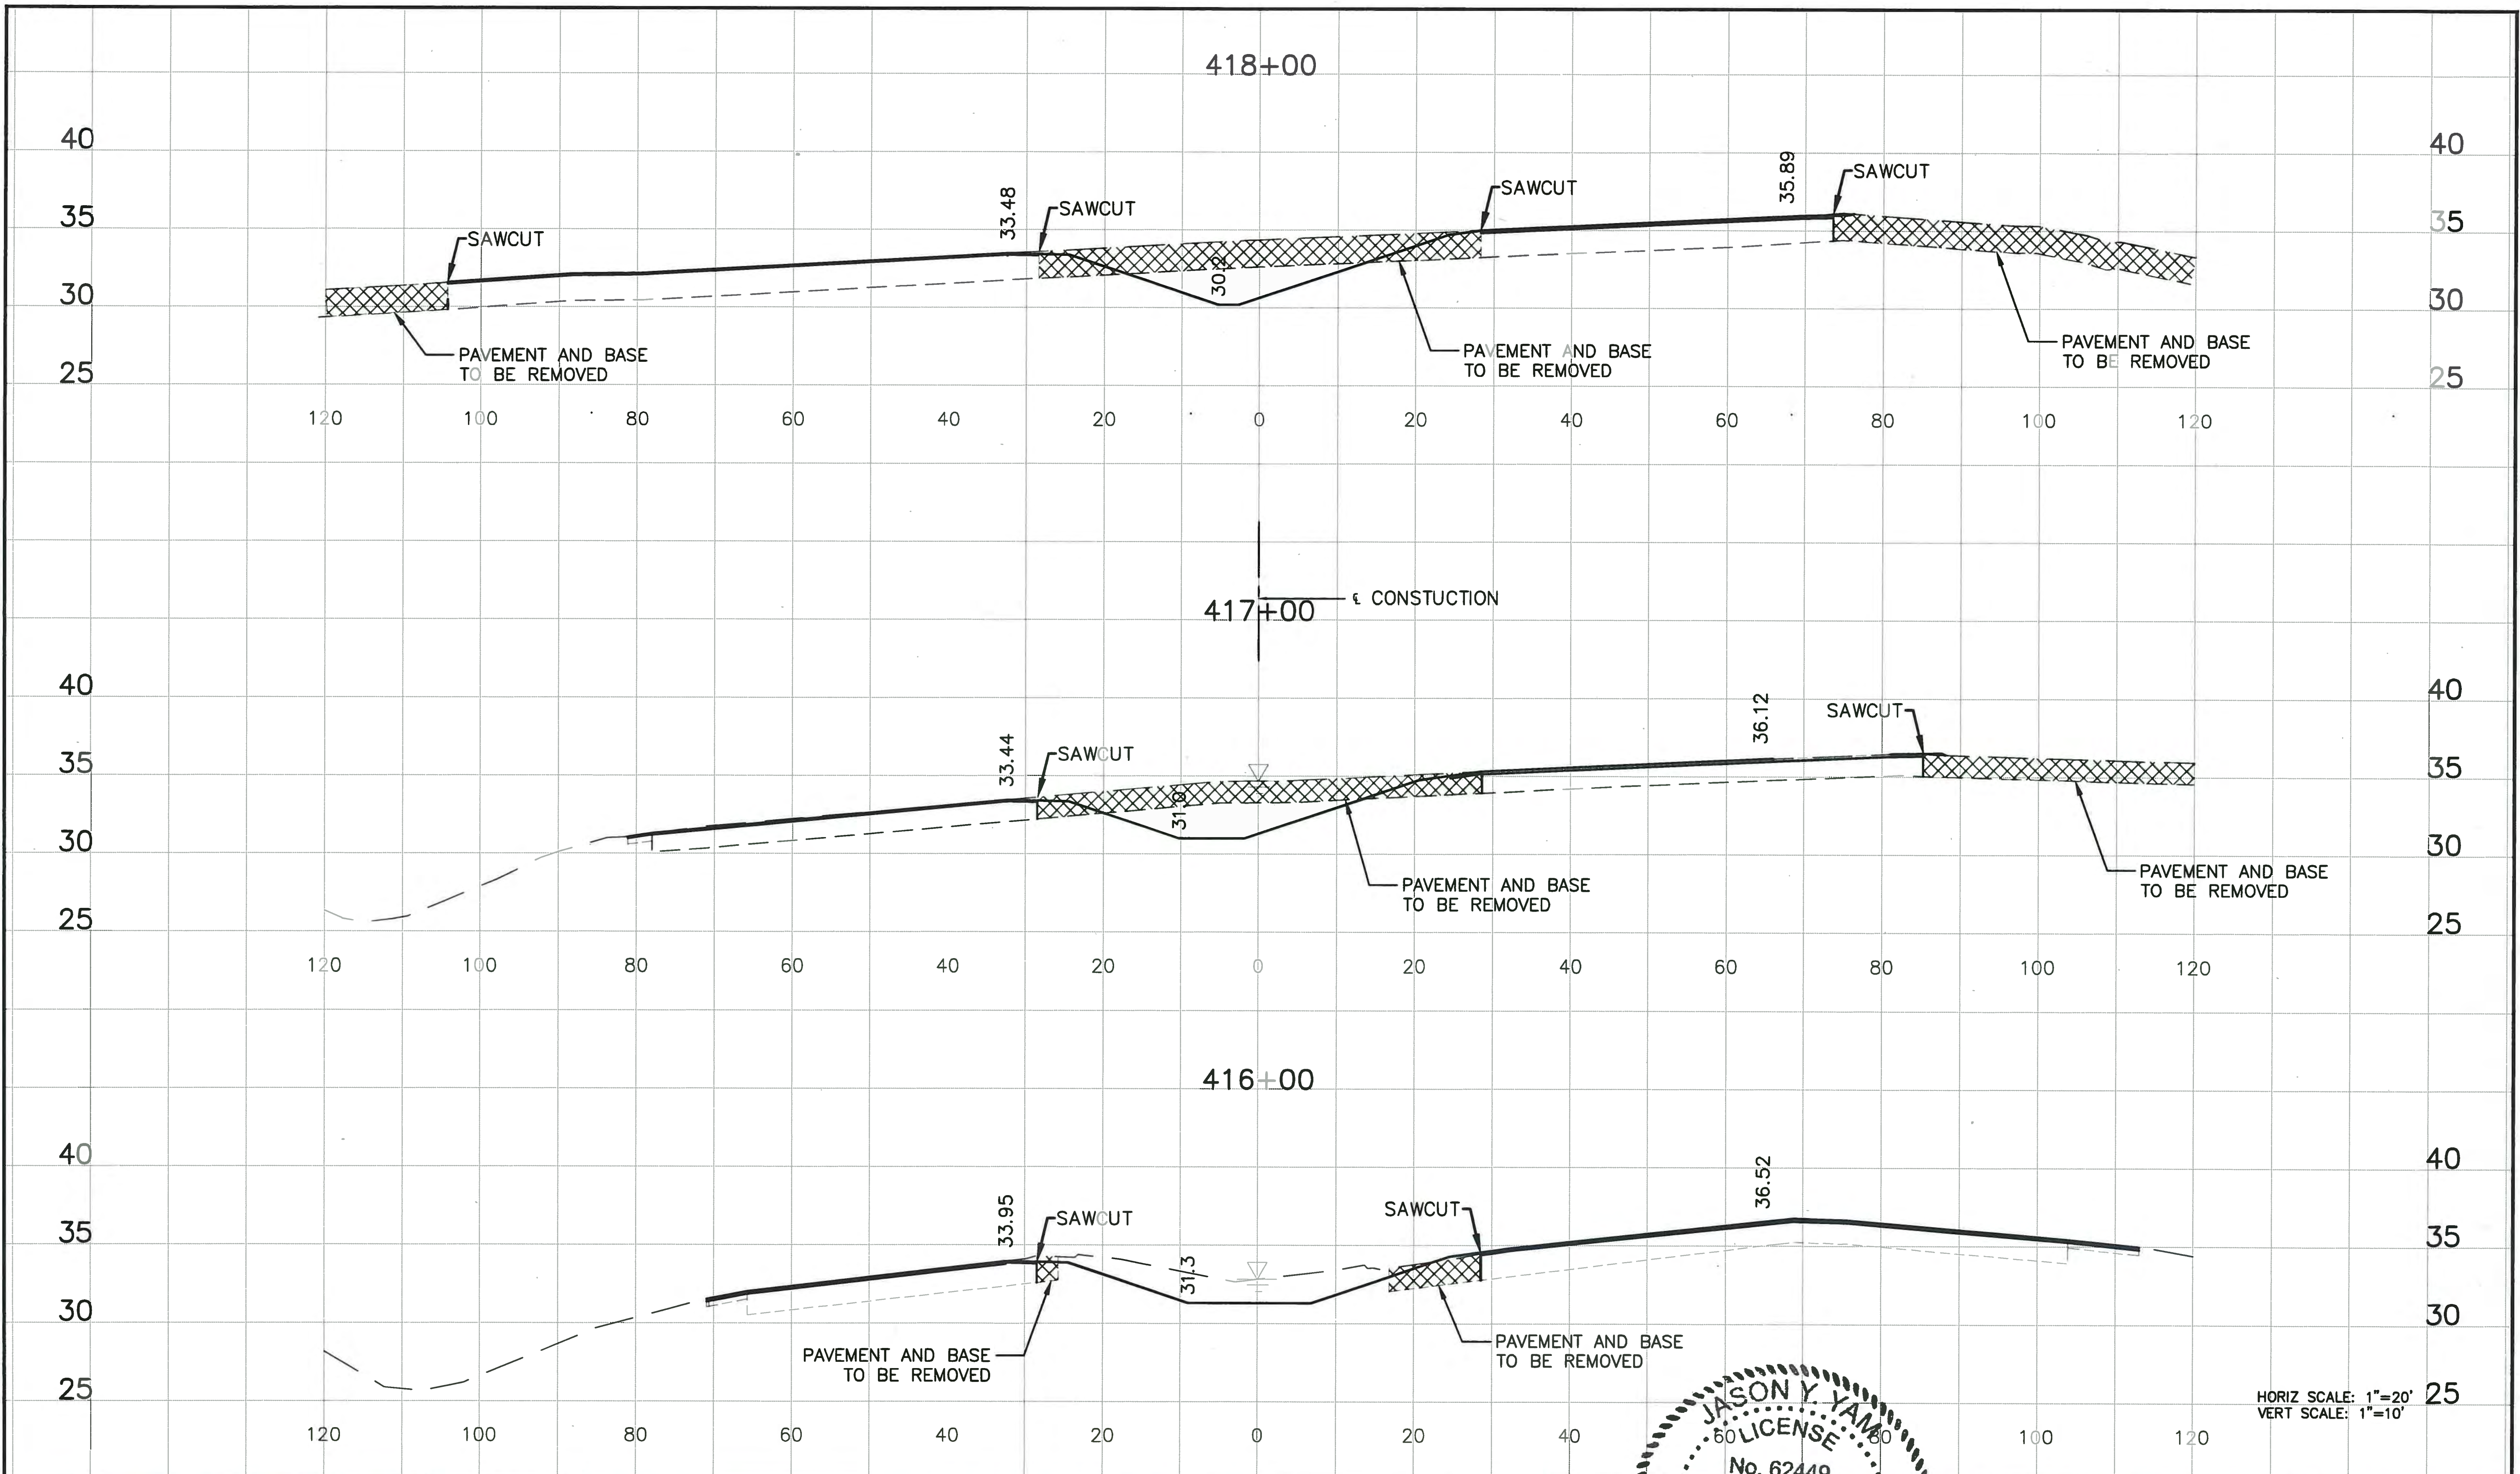 418+00
40
40
35.89
SAWCUT
SAWCUT
33.48
SAWCUT
35
35
SAWCUT
30.2
30
30
PAVEMENT AND BASE
TO BE REMOVED
PAVEMENT AND BASE
TO BE REMOVED
PAVEMENT AND BASE
TO BE REMOVED
25
25
120 100 80 60 40 20 0 20 40 60 80 100 120
℄ CONSTUCTION
417+00
40
40
36.12
SAWCUT
33.44
SAWCUT
35
35
31.0
30
30
PAVEMENT AND BASE
TO BE REMOVED
PAVEMENT AND BASE
TO BE REMOVED
25
25
120 100 80 60 40 20 0 20 40 60 80 100 120
416+00
40
40
36.52
33.95
SAWCUT
SAWCUT
35
35
31.3
30
30
PAVEMENT AND BASE
TO BE REMOVED
PAVEMENT AND BASE
TO BE REMOVED
25
25
HORIZ SCALE: 1"=20'
VERT SCALE: 1"=10'
120 100 80 60 40 20 0 20 40 60 80 100 120
JASON Y. YAM
LICENSE
No. 62449